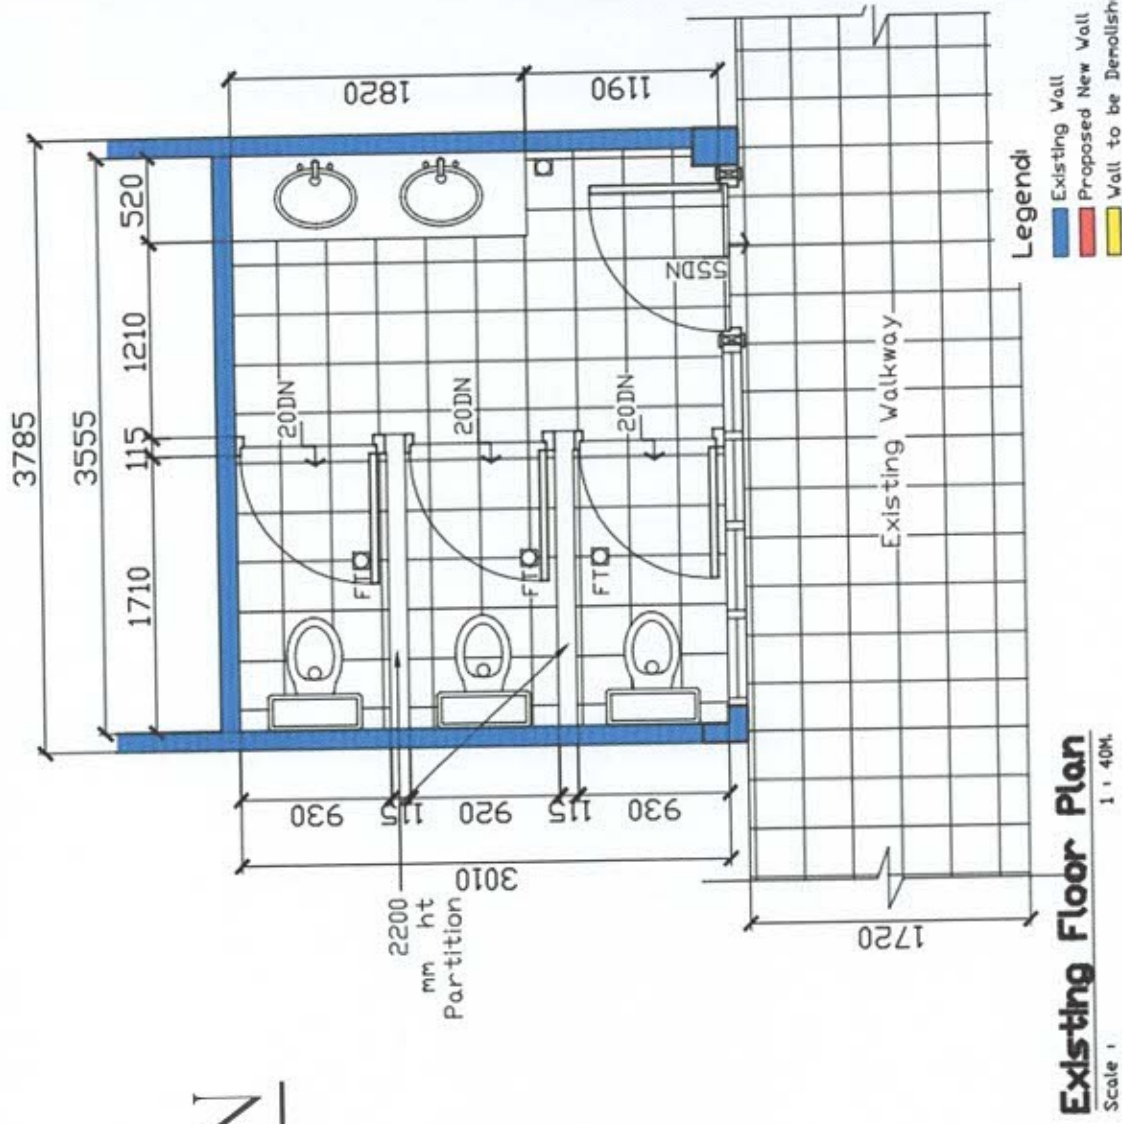 3785
3555
1710
115
1210
520
1820
1190
20DN
20DN
20DN
55DN
FT
FT
FT
930
115
920
115
930
3010
2200
mm ht
Partition
Existing Walkway
1720
N
Legend:
Existing Wall
Proposed New Wall
Wall to be Demolish
Existing Floor Plan
Scale : 1 : 40M.